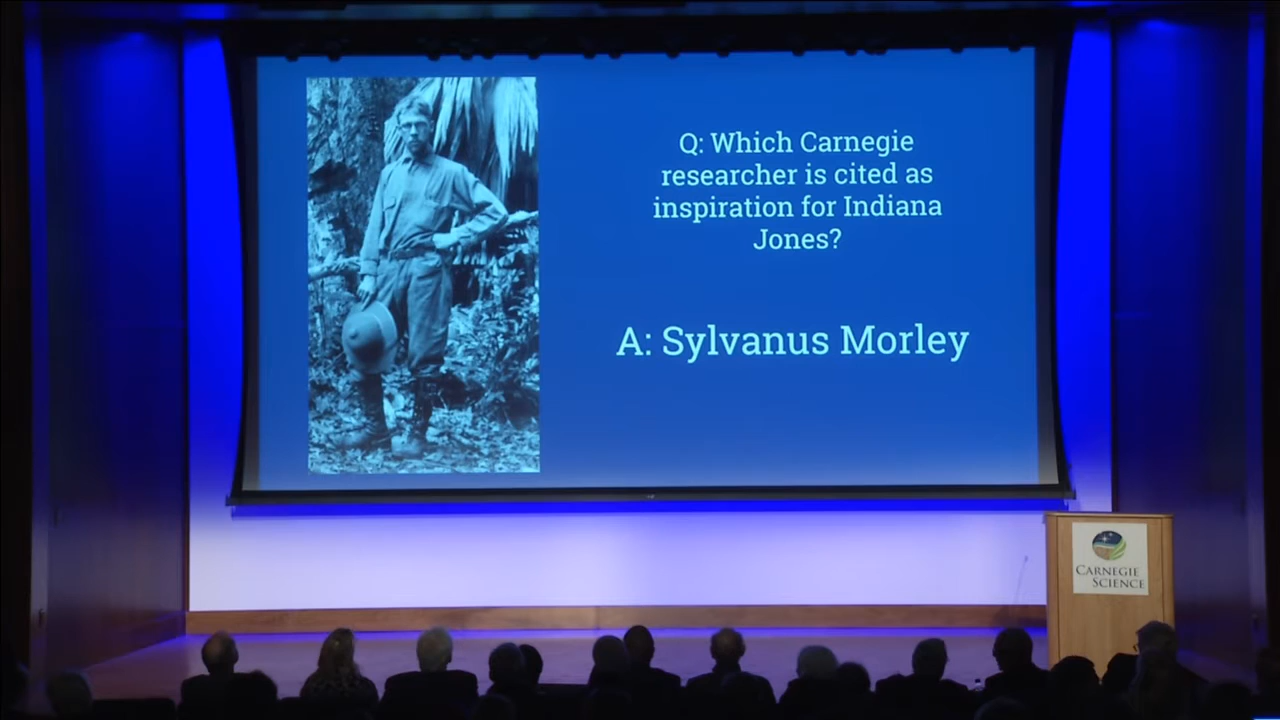 Q: Which Carnegie
researcher is cited as
inspiration for Indiana
Jones?
A: Sylvanus Morley
CARNEGIE
SCIENCE